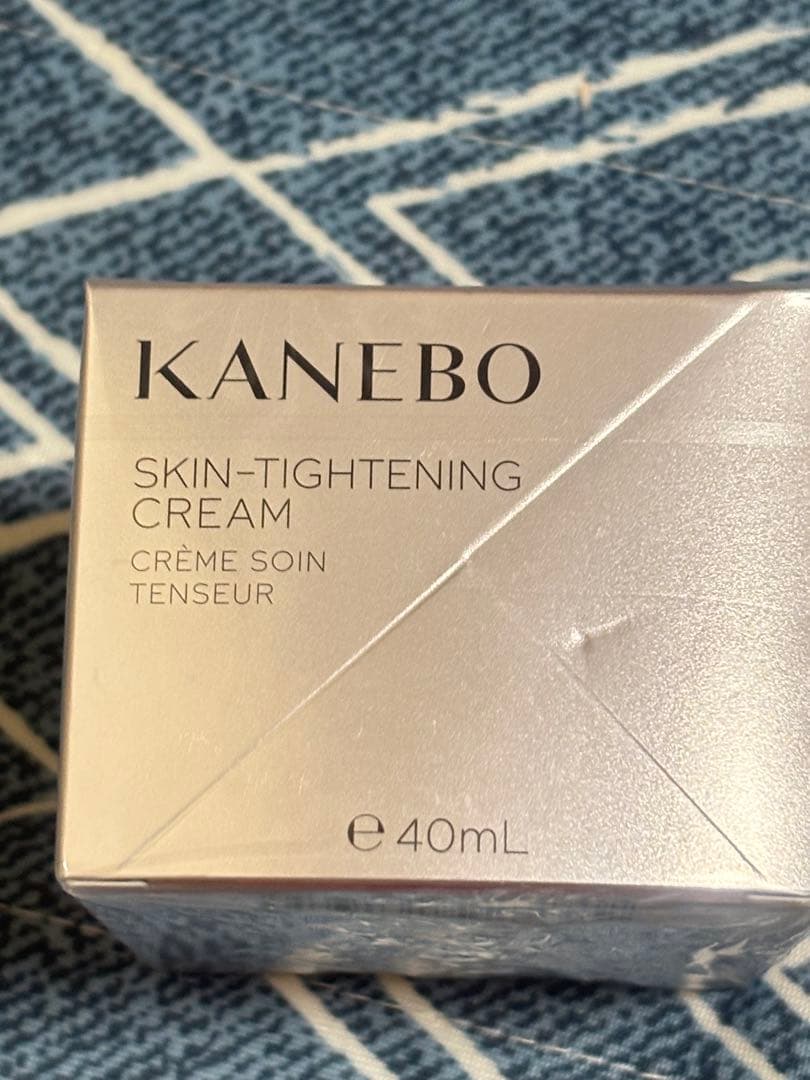 KANEBO
SKIN-TIGHTENING
CREAM
CRÈME SOIN
TENSEUR
℮ 40mL